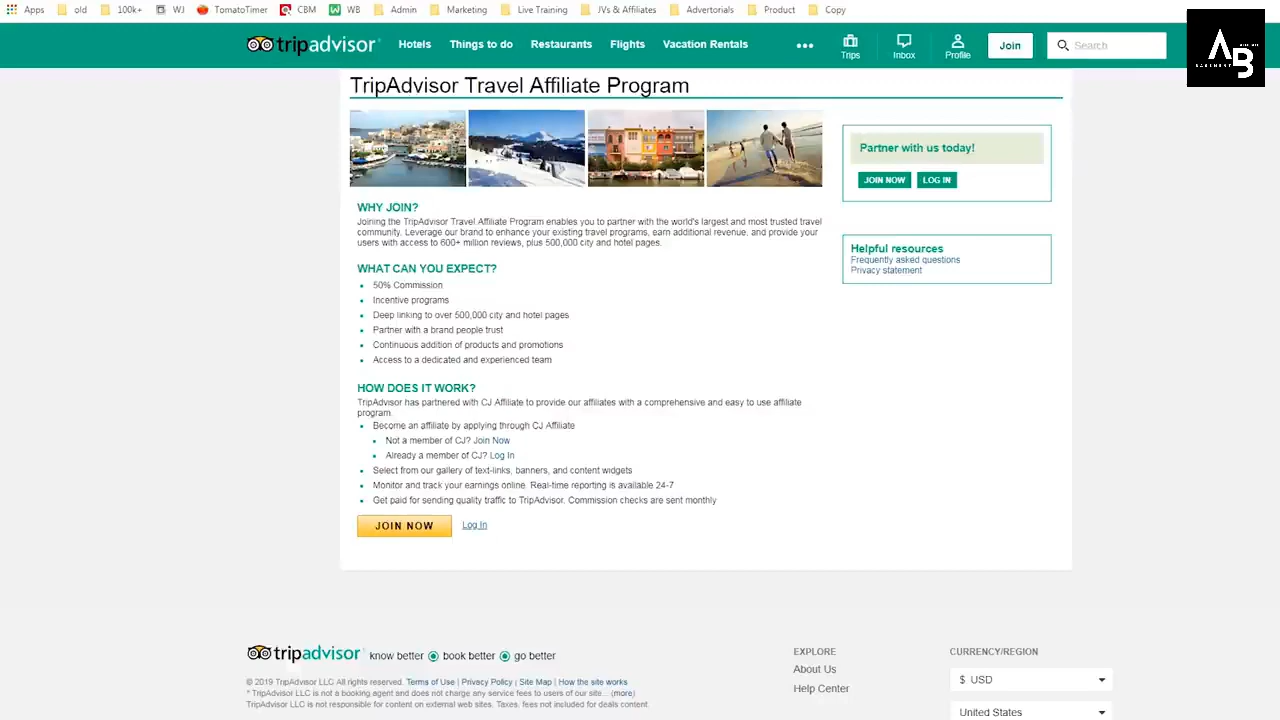 Apps old 100k+ WJ TomatoTimer CBM WB Admin Marketing Live Training JVs & Affiliates Advertorials Product Copy
tripadvisor Hotels Things to do Restaurants Flights Vacation Rentals Trips Inbox Profile Join Search
AB
TripAdvisor Travel Affiliate Program
Partner with us today!
JOIN NOW LOG IN
WHY JOIN?
Joining the TripAdvisor Travel Affiliate Program enables you to partner with the world's largest and most trusted travel
community. Leverage our brand to enhance your existing travel programs, earn additional revenue, and provide your
users with access to 600+ million reviews, plus 500,000 city and hotel pages.
Helpful resources
Frequently asked questions
Privacy statement
WHAT CAN YOU EXPECT?
50% Commission
Incentive programs
Deep linking to over 500,000 city and hotel pages
Partner with a brand people trust
Continuous addition of products and promotions
Access to a dedicated and experienced team
HOW DOES IT WORK?
TripAdvisor has partnered with CJ Affiliate to provide our affiliates with a comprehensive and easy to use affiliate
program.
Become an affiliate by applying through CJ Affiliate
Not a member of CJ? Join Now
Already a member of CJ? Log In
Select from our gallery of text-links, banners, and content widgets
Monitor and track your earnings online. Real-time reporting is available 24-7
Get paid for sending quality traffic to TripAdvisor. Commission checks are sent monthly
JOIN NOW Log In
tripadvisor know better book better go better
© 2019 TripAdvisor LLC All rights reserved. Terms of Use | Privacy Policy | Site Map | How the site works
* TripAdvisor LLC is not a booking agent and does not charge any service fees to users of our site... (more)
TripAdvisor LLC is not responsible for content on external web sites. Taxes, fees not included for deals content.
EXPLORE
About Us
Help Center
CURRENCY/REGION
$ USD
United States